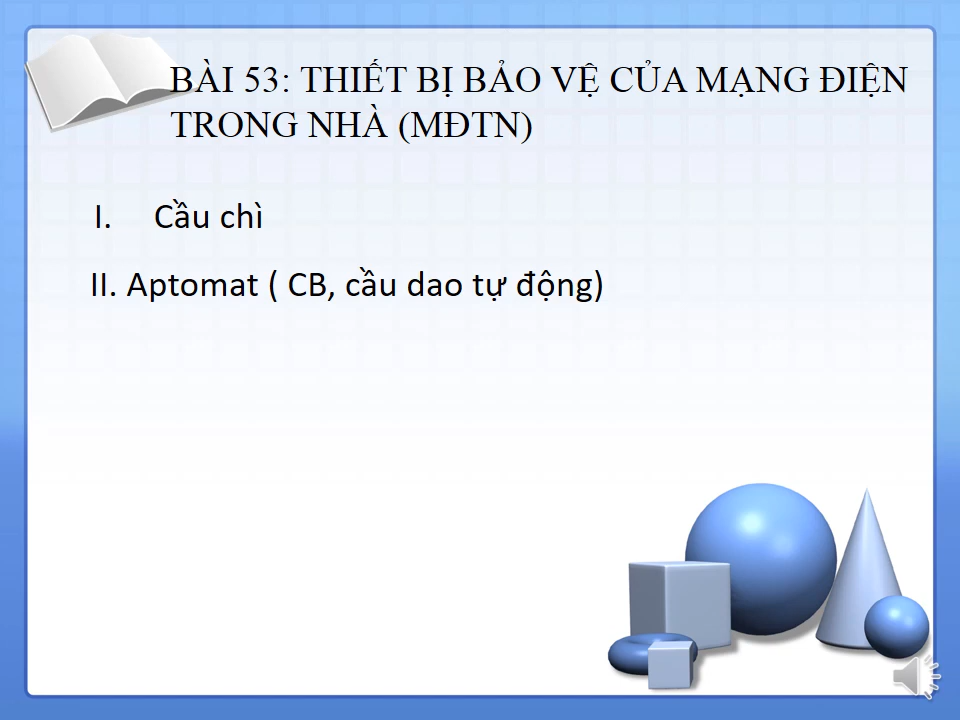 BÀI 53: THIẾT BỊ BẢO VỆ CỦA MẠNG ĐIỆN
TRONG NHÀ (MĐTN)
I. Cầu chì
II. Aptomat ( CB, cầu dao tự động)